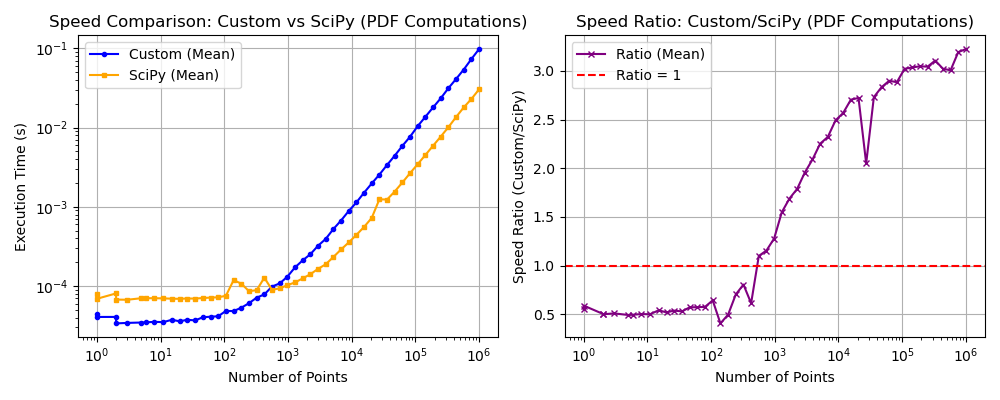 Speed Comparison: Custom vs SciPy (PDF Computations)
Custom (Mean)
SciPy (Mean)
Execution Time (s)
10⁻¹
10⁻²
10⁻³
10⁻⁴
10⁰ 10¹ 10² 10³ 10⁴ 10⁵ 10⁶
Number of Points
Speed Ratio: Custom/SciPy (PDF Computations)
Ratio (Mean)
Ratio = 1
Speed Ratio (Custom/SciPy)
3.0
2.5
2.0
1.5
1.0
0.5
10⁰ 10¹ 10² 10³ 10⁴ 10⁵ 10⁶
Number of Points